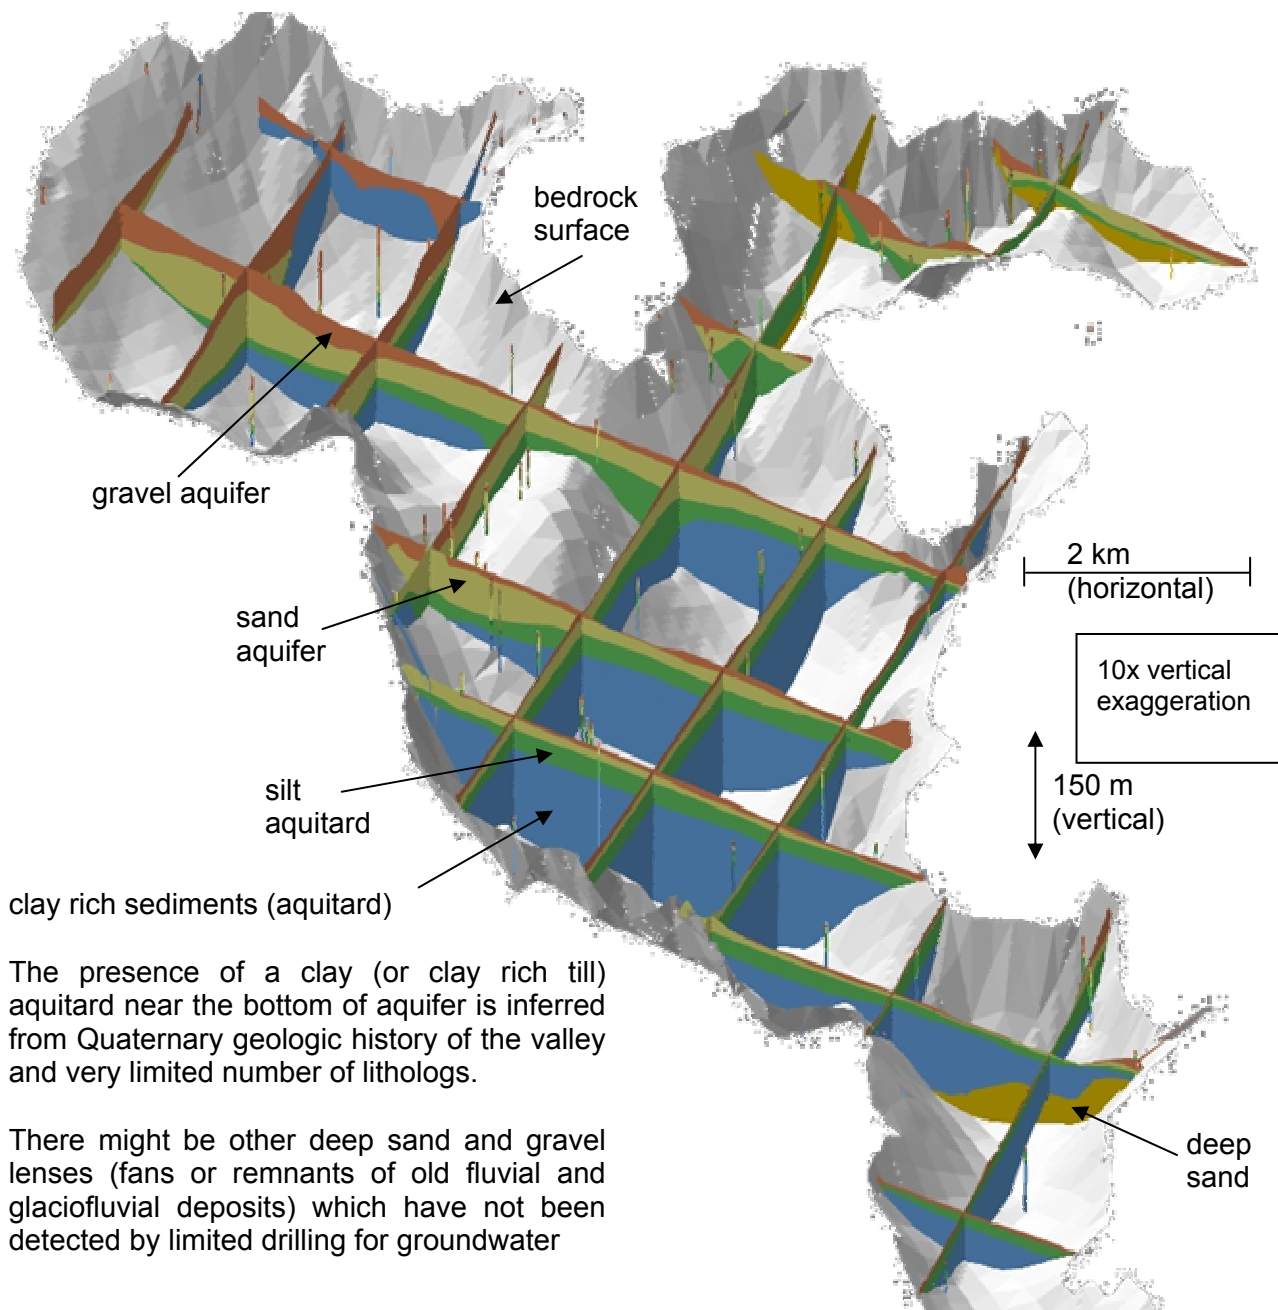 bedrock
surface
gravel aquifer
2 km
(horizontal)
sand
aquifer
10x vertical
exaggeration
silt
aquitard
150 m
(vertical)
clay rich sediments (aquitard)
The presence of a clay (or clay rich till)
aquitard near the bottom of aquifer is inferred
from Quaternary geologic history of the valley
and very limited number of lithologs.
There might be other deep sand and gravel
lenses (fans or remnants of old fluvial and
glaciofluvial deposits) which have not been
detected by limited drilling for groundwater
deep
sand